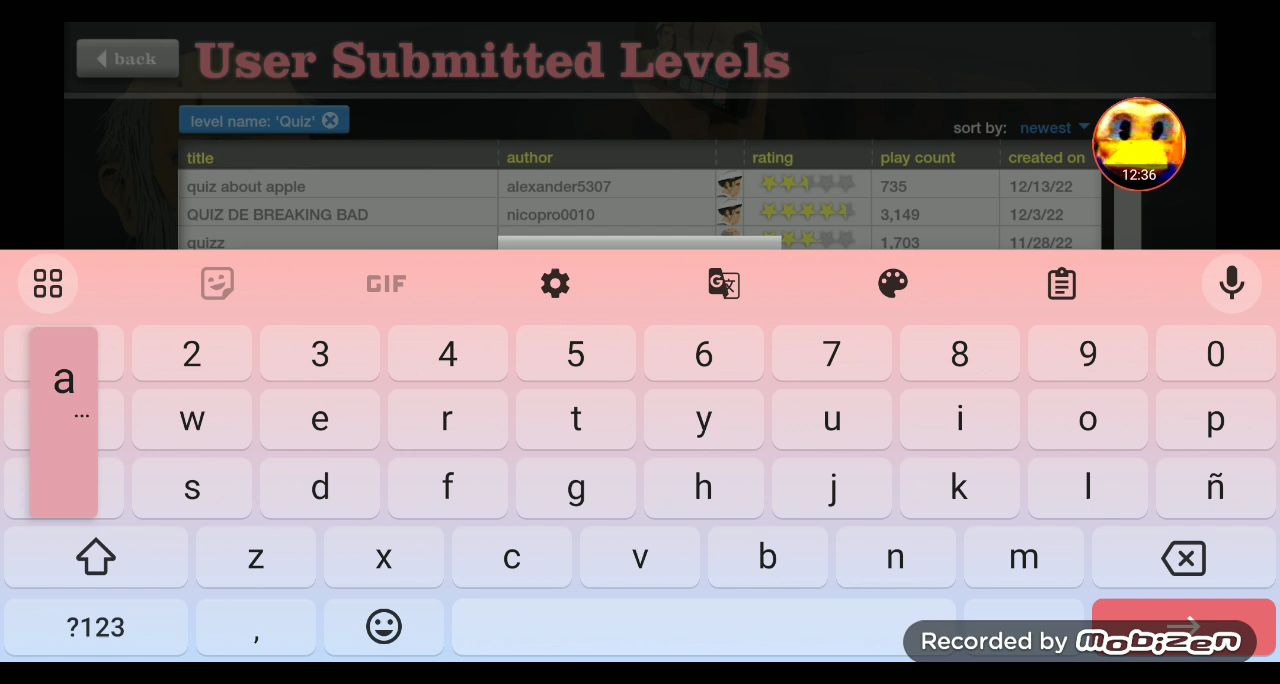 back
User Submitted Levels
level name: 'Quiz'
sort by: newest
title author rating play count created on
quiz about apple alexander5307 735 12/13/22
QUIZ DE BREAKING BAD nicopro0010 3,149 12/3/22
quizz 1,703 11/28/22
12:36
GIF
G
2 3 4 5 6 7 8 9 0
a ...
w e r t y u i o p
s d f g h j k l ñ
z x c v b n m
?123 ,
Recorded by Mobizen